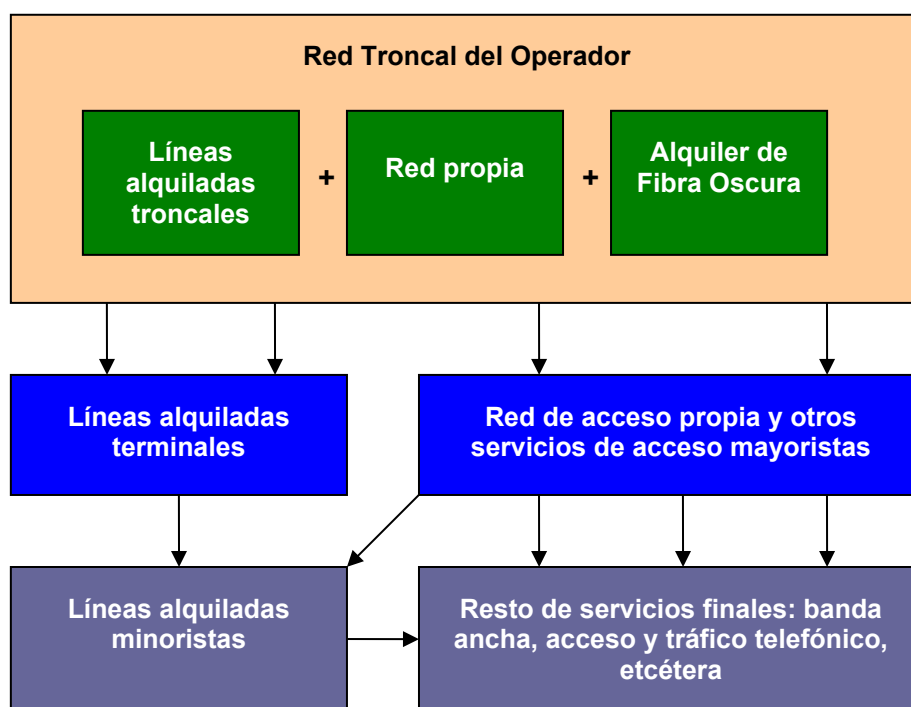 Red Troncal del Operador
Líneas
alquiladas
troncales
+
Red propia
+
Alquiler de
Fibra Oscura
Líneas alquiladas
terminales
Red de acceso propia y otros
servicios de acceso mayoristas
Líneas alquiladas
minoristas
Resto de servicios finales: banda
ancha, acceso y tráfico telefónico,
etcétera